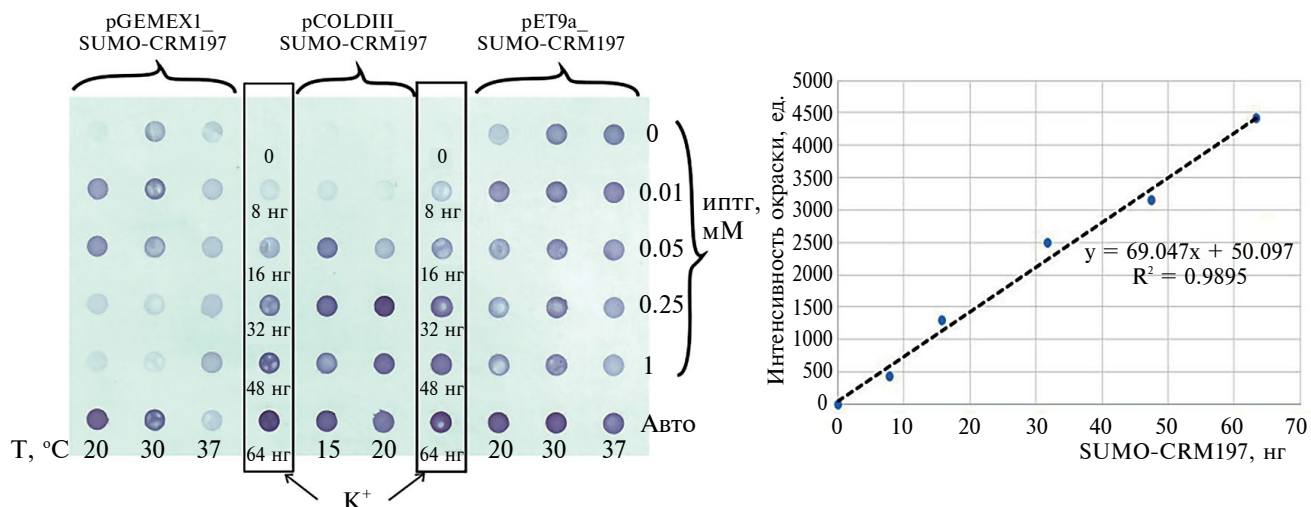 pGEMEX1_
SUMO-CRM197
pCOLDIII_
SUMO-CRM197
pET9a_
SUMO-CRM197
0
0
0
0.01
8 нг
8 нг
иптг,
мМ
0.05
16 нг
16 нг
0.25
32 нг
32 нг
1
48 нг
48 нг
Авто
T, °C
20
30
37
64 нг
15
20
64 нг
20
30
37
K+
5000
4500
4000
3500
3000
2500
2000
1500
1000
500
0
Интенсивность окраски, ед.
y = 69.047x + 50.097
R² = 0.9895
0 10 20 30 40 50 60 70
SUMO-CRM197, нг